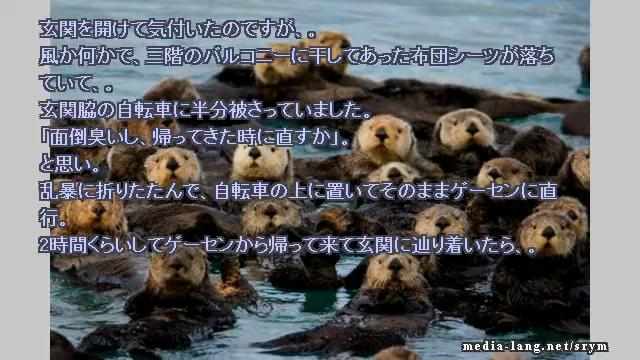 玄関を開けて気付いたのですが、。
風か何かで、三階のバルコニーに干してあった布団シーツが落ち
ていて、。
玄関脇の自転車に半分被さっていました。
「面倒臭いし、帰ってきた時に直すか」。
と思い。
乱暴に折りたたんで、自転車の上に置いてそのままゲーセンに直
行。
2時間くらいしてゲーセンから帰って来て玄関に辿り着いたら、。
media-lang.net/srym